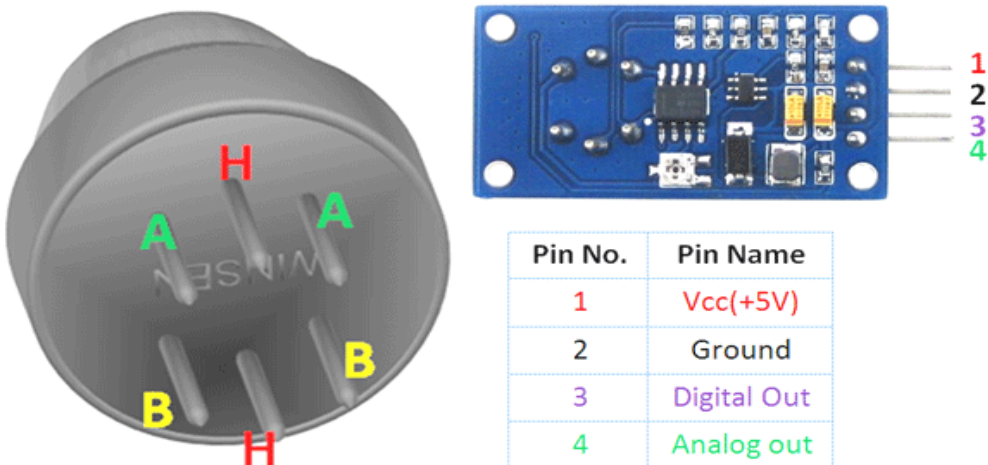 H
A
A
WINSEN
B
B
H
1
2
3
4
Pin No. Pin Name
1 Vcc(+5V)
2 Ground
3 Digital Out
4 Analog out